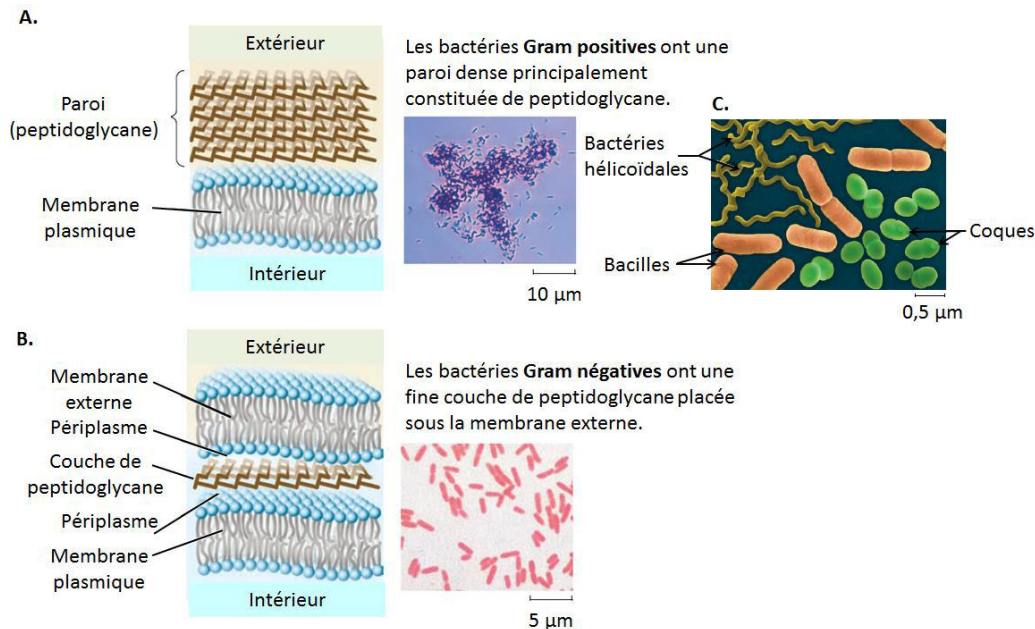 A.
Extérieur
Paroi
(peptidoglycane)
Membrane
plasmique
Intérieur
Les bactéries Gram positives ont une
paroi dense principalement
constituée de peptidoglycane.
10 µm
C.
Bactéries
hélicoïdales
Bacilles
Coques
0,5 µm
B.
Extérieur
Membrane
externe
Périplasme
Couche de
peptidoglycane
Périplasme
Membrane
plasmique
Intérieur
Les bactéries Gram négatives ont une
fine couche de peptidoglycane placée
sous la membrane externe.
5 µm